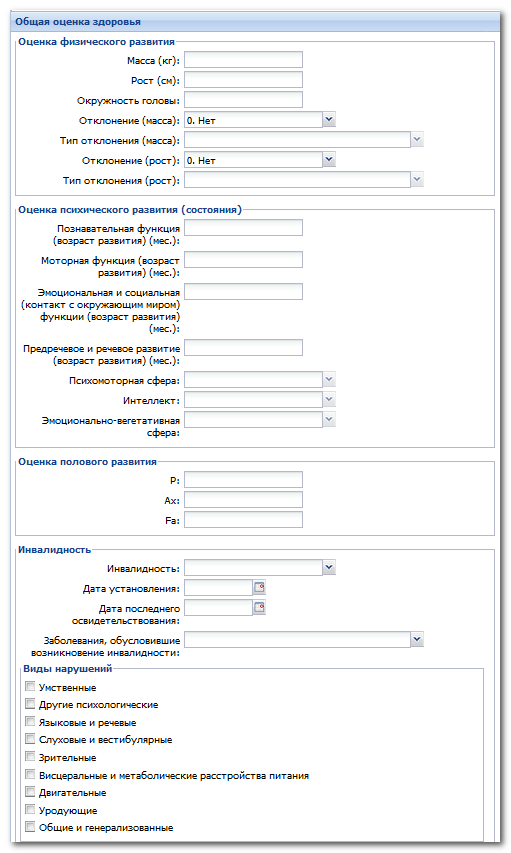 Общая оценка здоровья
Оценка физического развития
Масса (кг):
Рост (см):
Окружность головы:
Отклонение (масса): 0. Нет
Тип отклонения (масса):
Отклонение (рост): 0. Нет
Тип отклонения (рост):
Оценка психического развития (состояния)
Познавательная функция
(возраст развития) (мес.):
Моторная функция (возраст
развития) (мес.):
Эмоциональная и социальная
(контакт с окружающим миром)
функции (возраст развития)
(мес.):
Предречевое и речевое развитие
(возраст развития) (мес.):
Психомоторная сфера:
Интеллект:
Эмоционально-вегетативная
сфера:
Оценка полового развития
P:
Ax:
Fa:
Инвалидность
Инвалидность:
Дата установления:
Дата последнего
освидетельствования:
Заболевания, обусловившие
возникновение инвалидности:
Виды нарушений
Умственные
Другие психологические
Языковые и речевые
Слуховые и вестибулярные
Зрительные
Висцеральные и метаболические расстройства питания
Двигательные
Уродующие
Общие и генерализованные